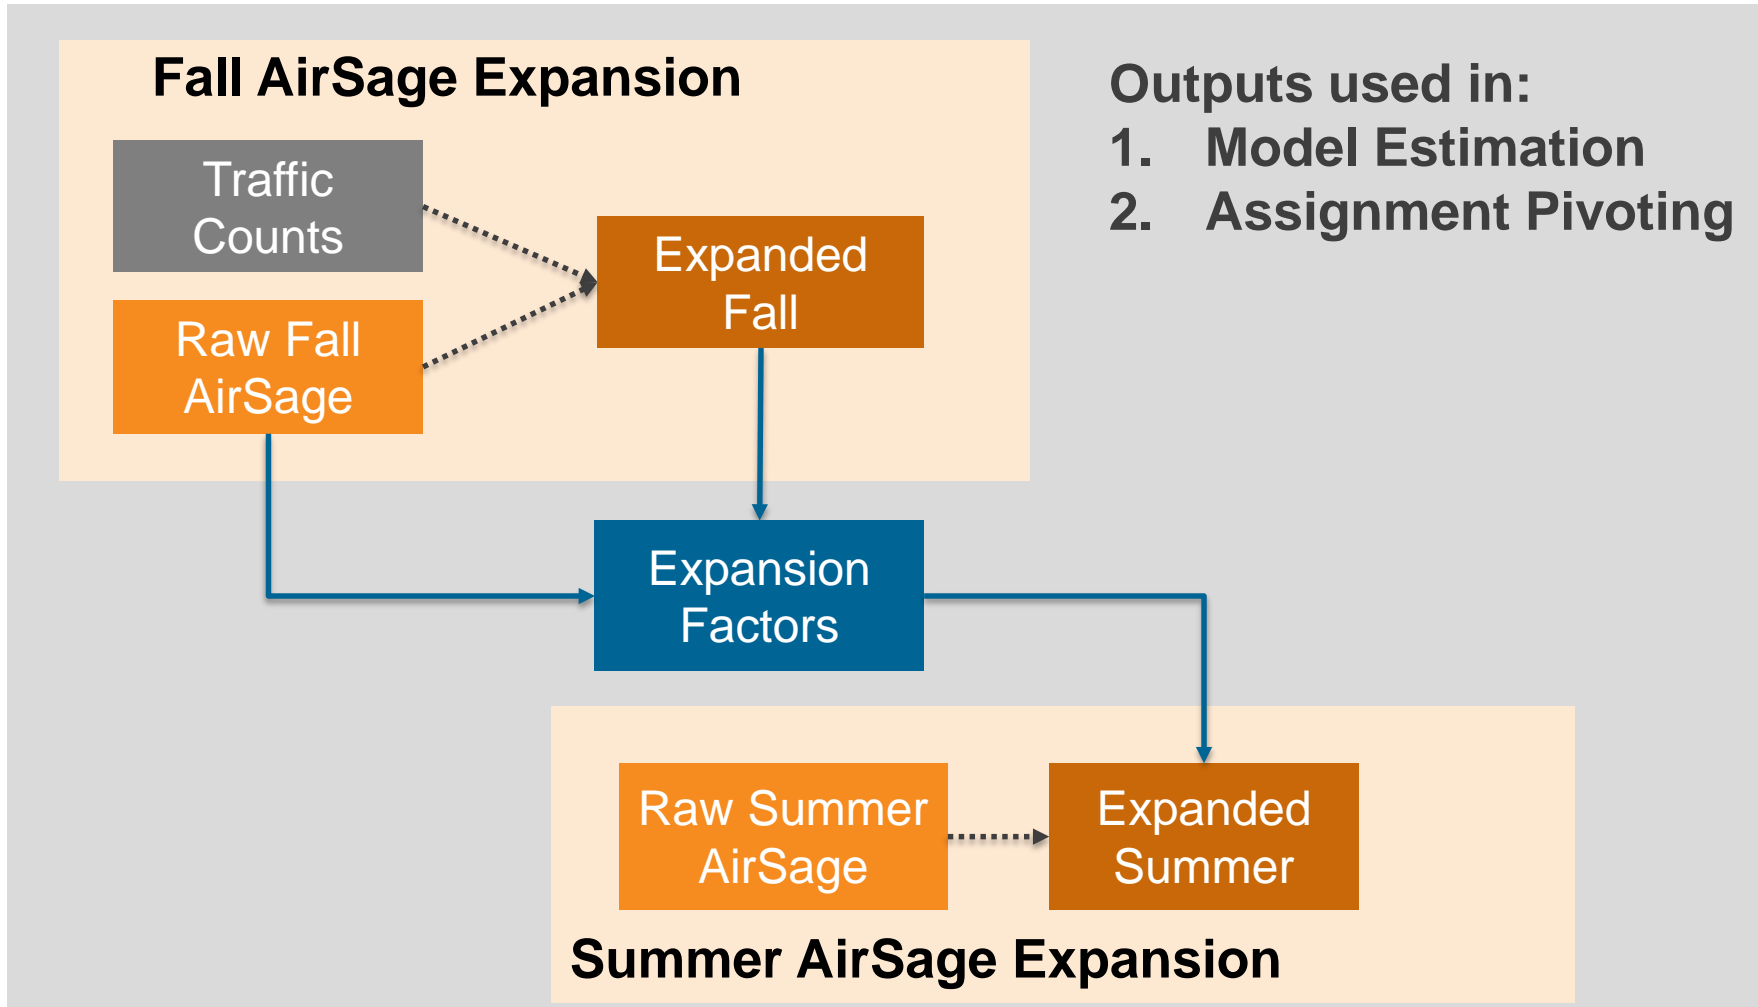 Fall AirSage Expansion
Outputs used in:
1. Model Estimation
2. Assignment Pivoting
Traffic
Counts
Raw Fall
AirSage
Expanded
Fall
Expansion
Factors
Raw Summer
AirSage
Expanded
Summer
Summer AirSage Expansion